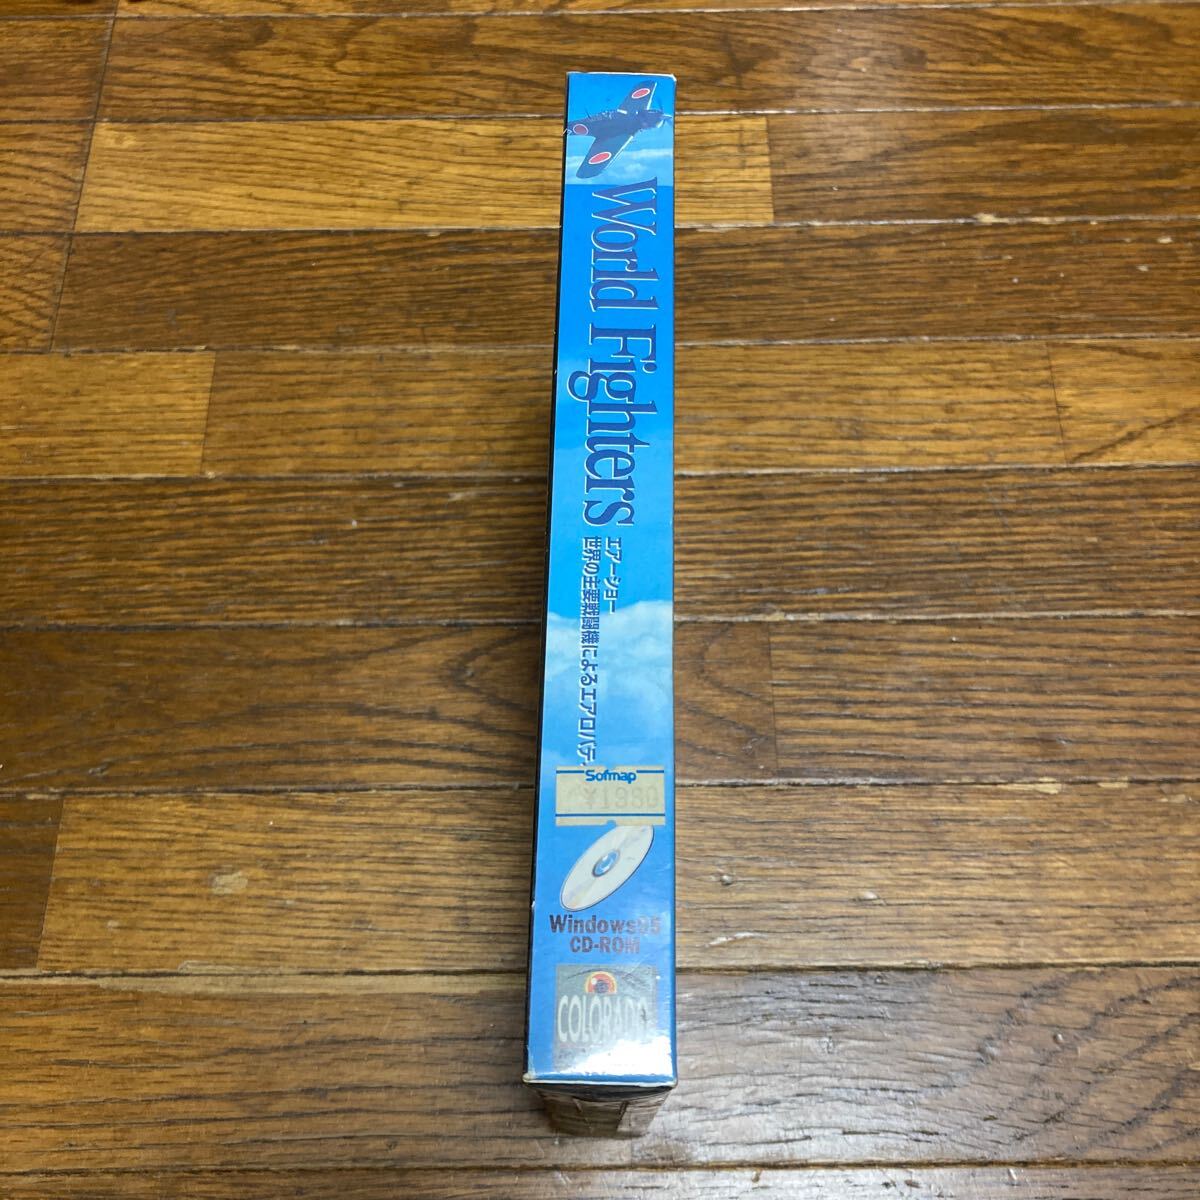 World Fighters
エアーショー
世界の主要戦闘機によるエアロバティ
Sofmap
¥1980
Windows95
CD-ROM
COLORADO